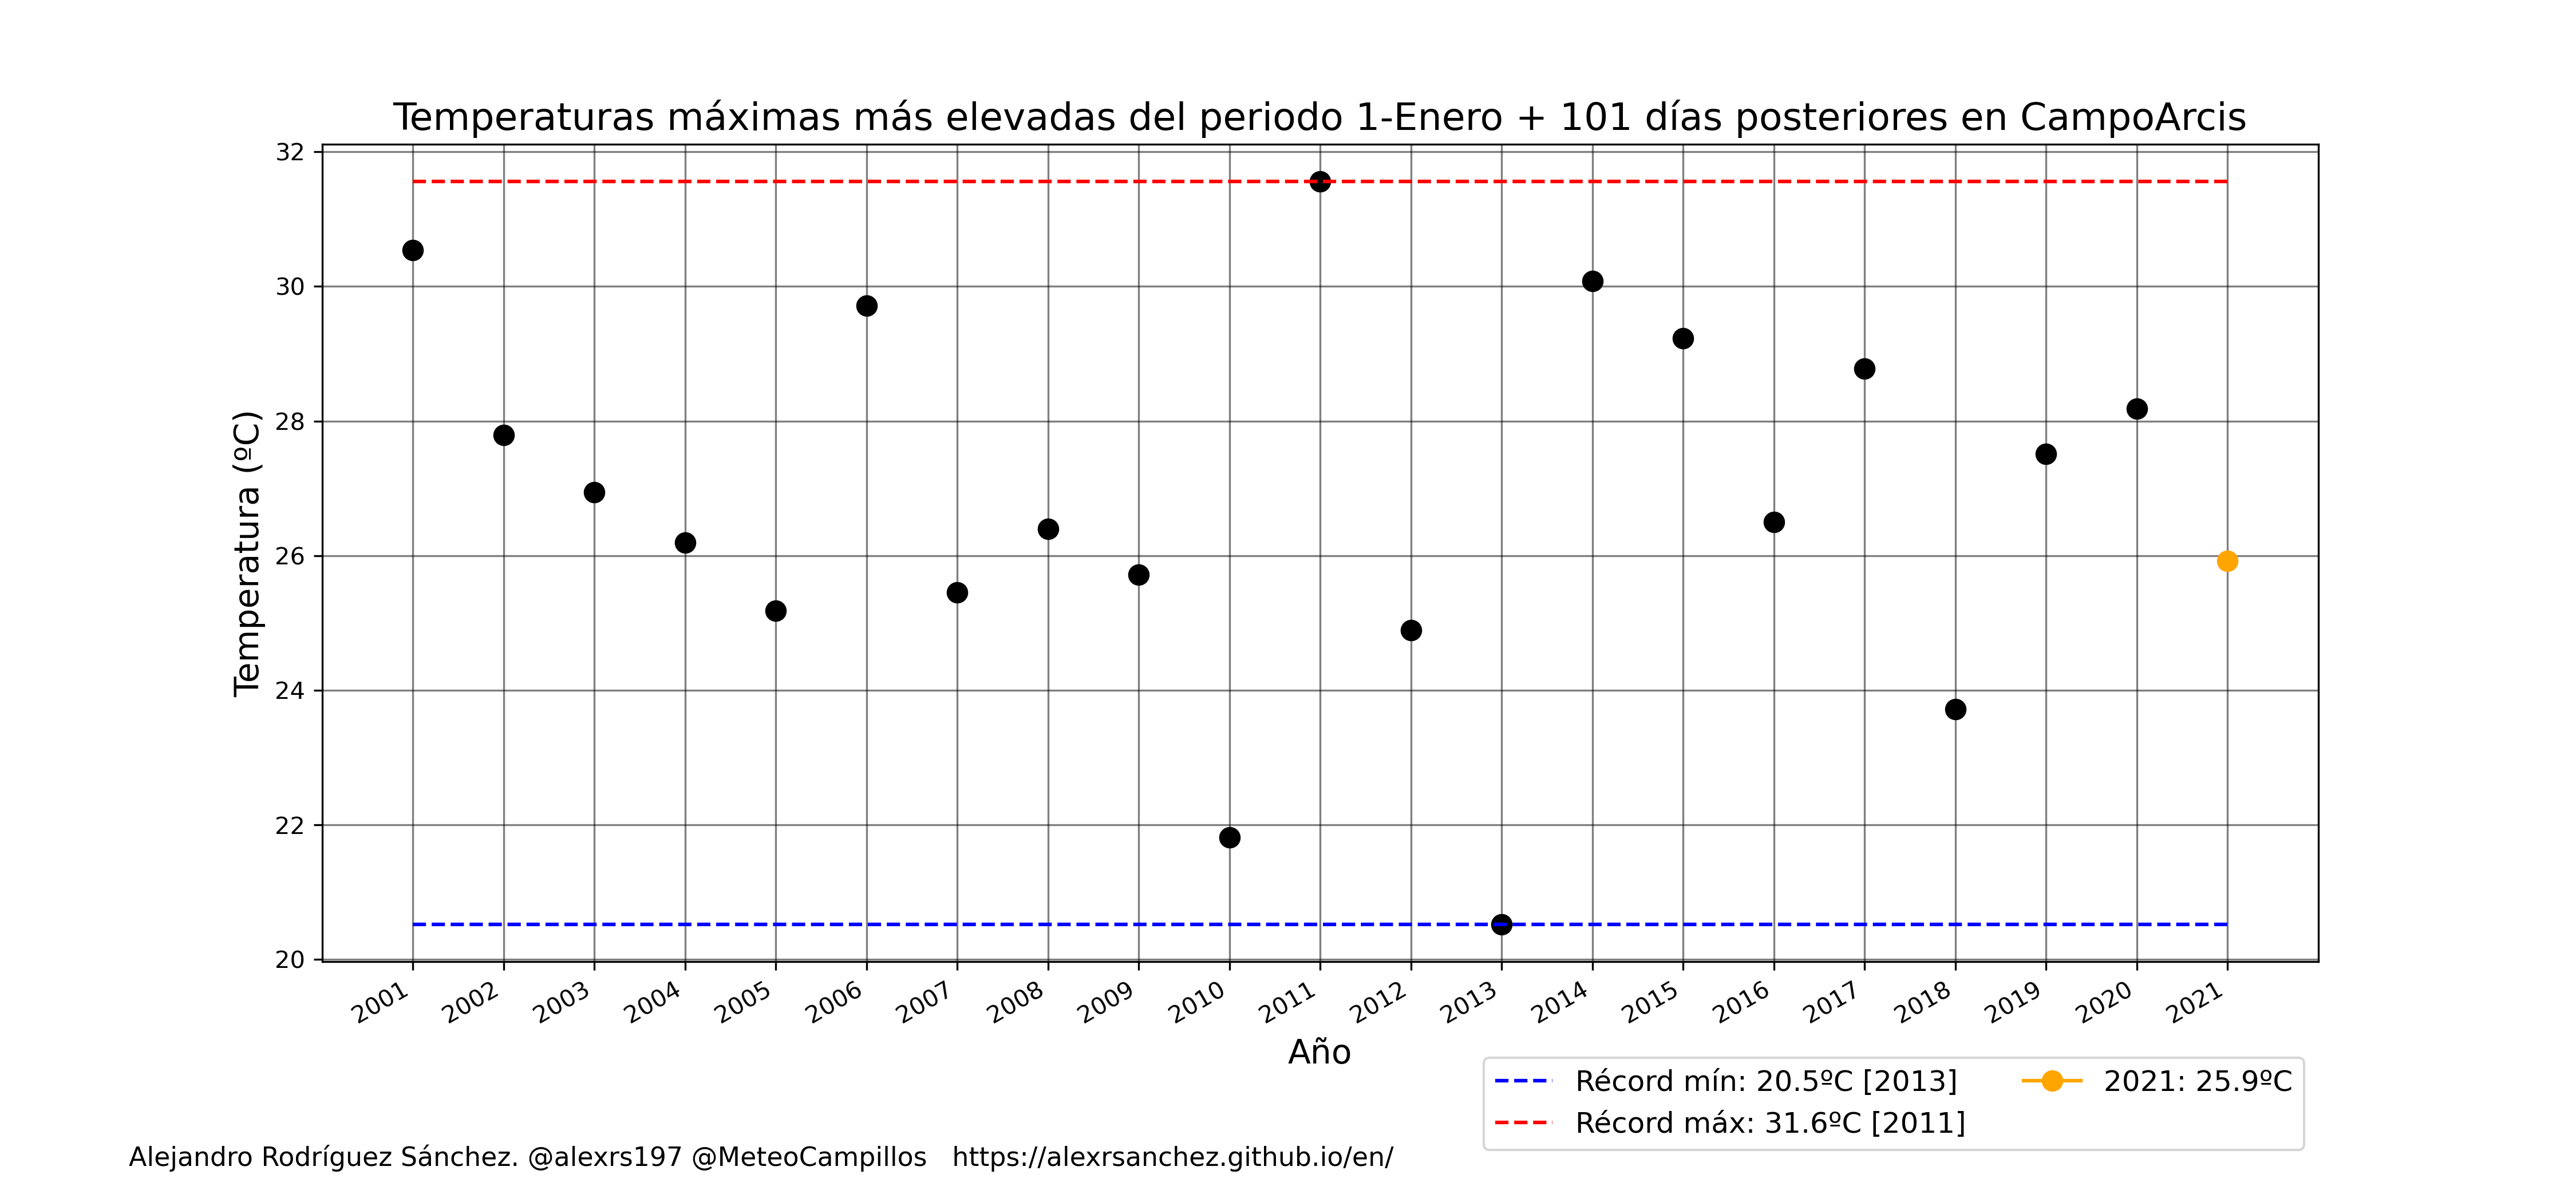 Temperaturas máximas más elevadas del periodo 1-Enero + 101 días posteriores en CampoArcis
32
30
28
26
24
22
20
Temperatura (ºC)
2001 2002 2003 2004 2005 2006 2007 2008 2009 2010 2011 2012 2013 2014 2015 2016 2017 2018 2019 2020 2021
Año
Récord mín: 20.5ºC [2013]
Récord máx: 31.6ºC [2011]
2021: 25.9ºC
Alejandro Rodríguez Sánchez. @alexrs197 @MeteoCampillos https://alexrsanchez.github.io/en/